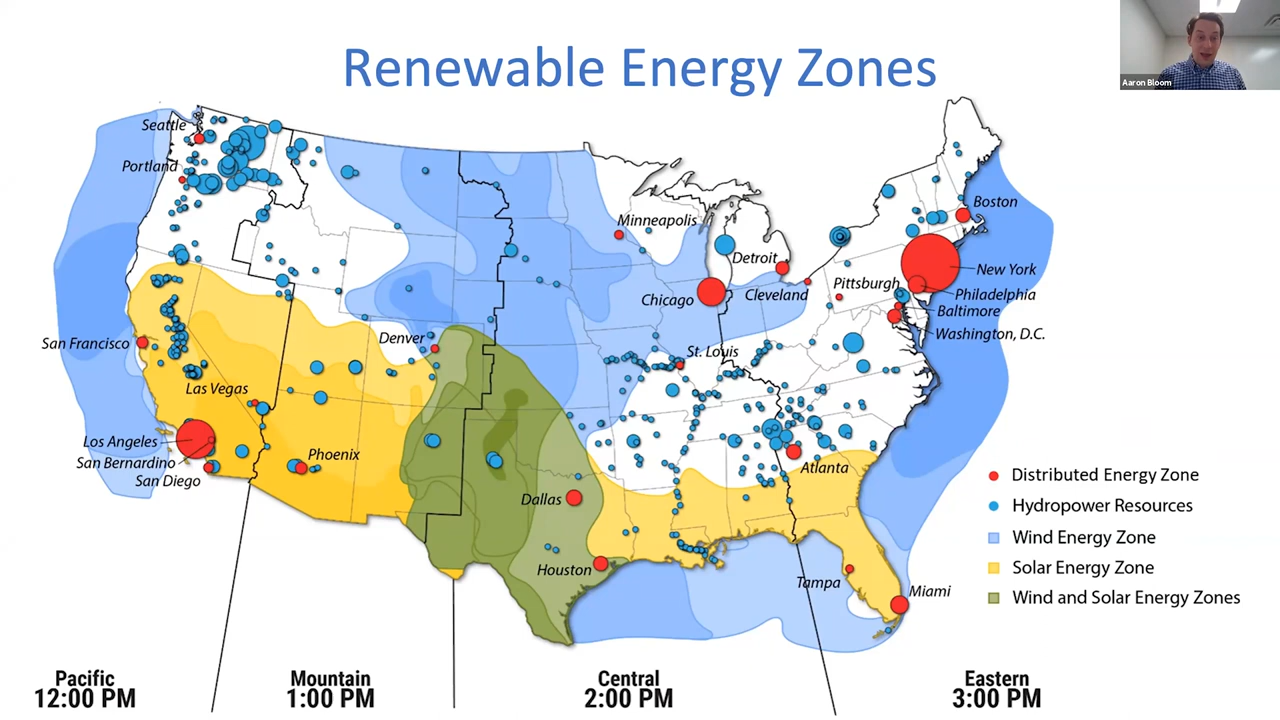 Renewable Energy Zones
Aaron Bloom
Seattle
Portland
Minneapolis
Boston
Detroit
New York
Chicago
Cleveland
Pittsburgh
Philadelphia
Baltimore
Washington, D.C.
San Francisco
Denver
St. Louis
Las Vegas
Los Angeles
San Bernardino
San Diego
Phoenix
Atlanta
Dallas
Houston
Tampa
Miami
Distributed Energy Zone
Hydropower Resources
Wind Energy Zone
Solar Energy Zone
Wind and Solar Energy Zones
Pacific
12:00 PM
Mountain
1:00 PM
Central
2:00 PM
Eastern
3:00 PM